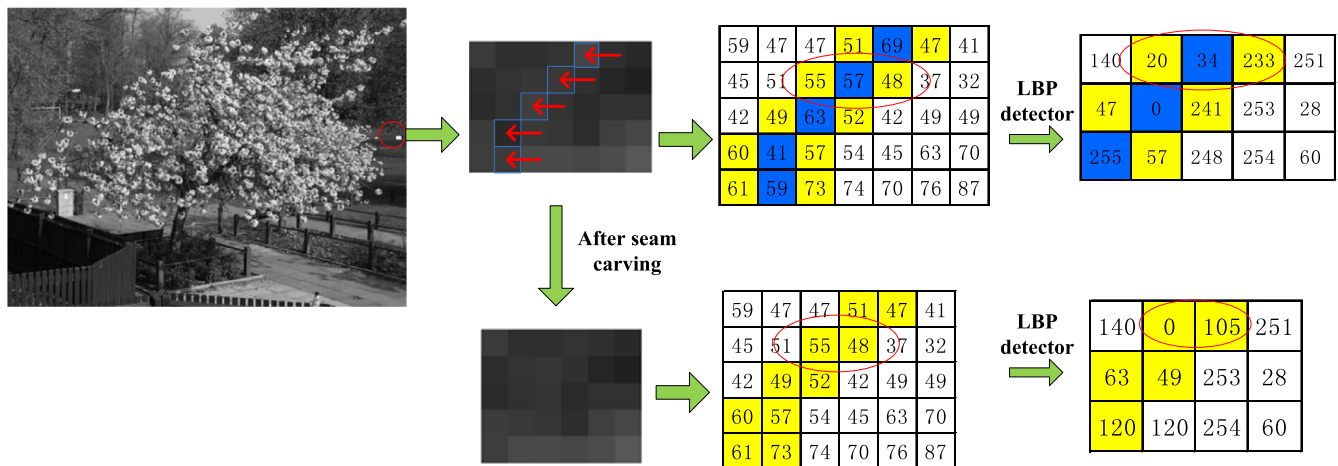 59 47 47 51 69 47 41
45 51 55 57 48 37 32
42 49 63 52 42 49 49
60 41 57 54 45 63 70
61 59 73 74 70 76 87
LBP
detector
140 20 34 233 251
47 0 241 253 28
255 57 248 254 60
After seam
carving
59 47 47 51 47 41
45 51 55 48 37 32
42 49 52 42 49 49
60 57 54 45 63 70
61 73 74 70 76 87
LBP
detector
140 0 105 251
63 49 253 28
120 120 254 60